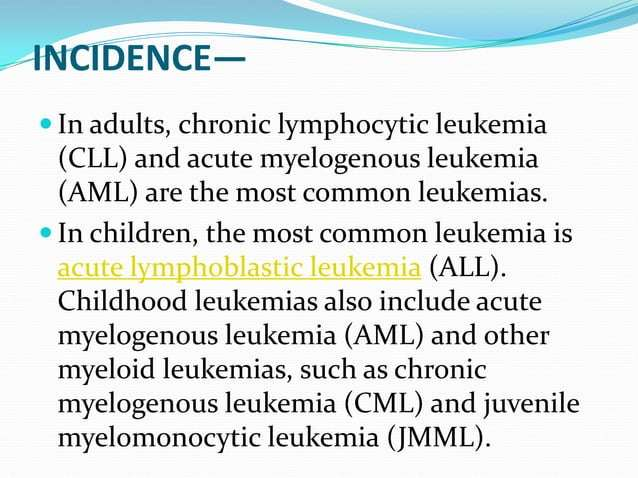 INCIDENCE—
• In adults, chronic lymphocytic leukemia
(CLL) and acute myelogenous leukemia
(AML) are the most common leukemias.
• In children, the most common leukemia is
acute lymphoblastic leukemia (ALL).
Childhood leukemias also include acute
myelogenous leukemia (AML) and other
myeloid leukemias, such as chronic
myelogenous leukemia (CML) and juvenile
myelomonocytic leukemia (JMML).